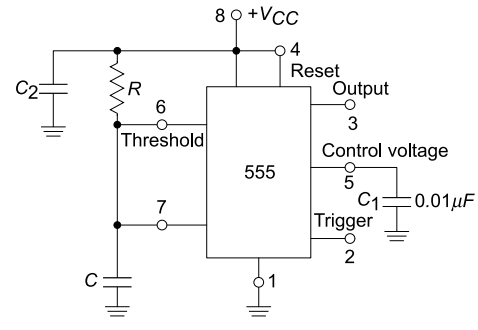 8 +VCC
4
Reset
C2
R
6
Threshold
Output
3
555
Control voltage
5
C1 0.01μF
7
Trigger
2
C
1